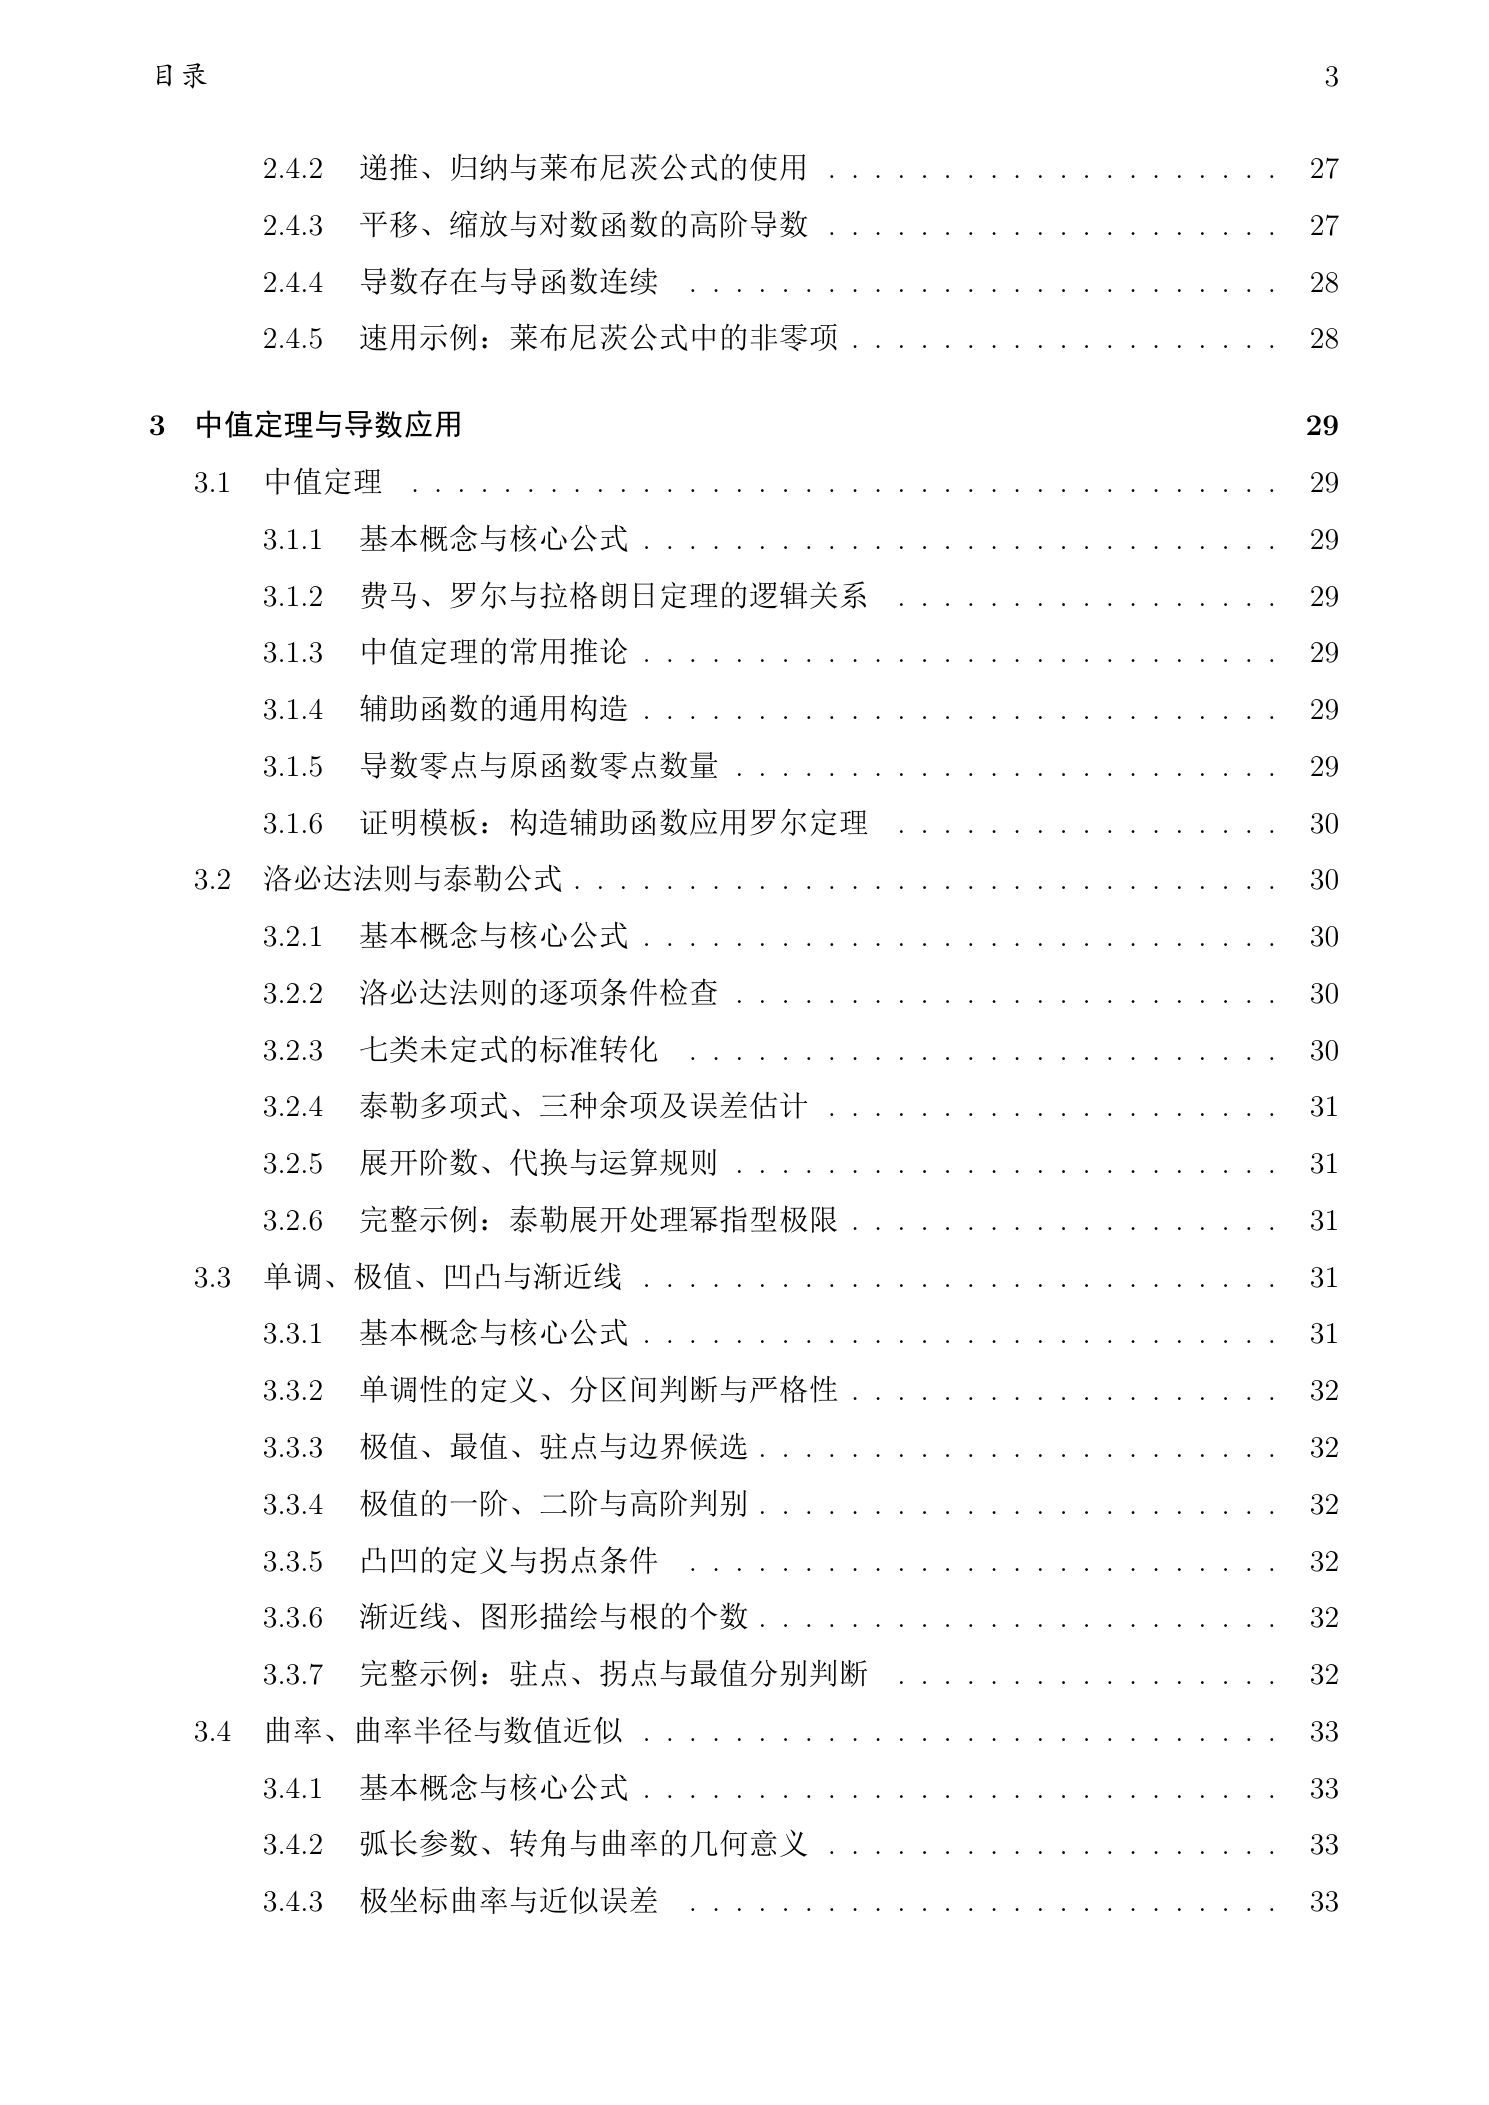 目录 3
2.4.2 递推、归纳与莱布尼茨公式的使用 . . . . . . . . . . . . . . . . . . . . 27
2.4.3 平移、缩放与对数函数的高阶导数 . . . . . . . . . . . . . . . . . . . . 27
2.4.4 导数存在与导函数连续 . . . . . . . . . . . . . . . . . . . . . . . . . . 28
2.4.5 速用示例：莱布尼茨公式中的非零项 . . . . . . . . . . . . . . . . . . . 28
3 中值定理与导数应用 29
3.1 中值定理 . . . . . . . . . . . . . . . . . . . . . . . . . . . . . . . . . . . . . . 29
3.1.1 基本概念与核心公式 . . . . . . . . . . . . . . . . . . . . . . . . . . . . 29
3.1.2 费马、罗尔与拉格朗日定理的逻辑关系 . . . . . . . . . . . . . . . . . 29
3.1.3 中值定理的常用推论 . . . . . . . . . . . . . . . . . . . . . . . . . . . . 29
3.1.4 辅助函数的通用构造 . . . . . . . . . . . . . . . . . . . . . . . . . . . . 29
3.1.5 导数零点与原函数零点数量 . . . . . . . . . . . . . . . . . . . . . . . . 29
3.1.6 证明模板：构造辅助函数应用罗尔定理 . . . . . . . . . . . . . . . . . 30
3.2 洛必达法则与泰勒公式 . . . . . . . . . . . . . . . . . . . . . . . . . . . . . . . 30
3.2.1 基本概念与核心公式 . . . . . . . . . . . . . . . . . . . . . . . . . . . . 30
3.2.2 洛必达法则的逐项条件检查 . . . . . . . . . . . . . . . . . . . . . . . . 30
3.2.3 七类未定式的标准转化 . . . . . . . . . . . . . . . . . . . . . . . . . . 30
3.2.4 泰勒多项式、三种余项及误差估计 . . . . . . . . . . . . . . . . . . . . 31
3.2.5 展开阶数、代换与运算规则 . . . . . . . . . . . . . . . . . . . . . . . . 31
3.2.6 完整示例：泰勒展开处理幂指型极限 . . . . . . . . . . . . . . . . . . . 31
3.3 单调、极值、凹凸与渐近线 . . . . . . . . . . . . . . . . . . . . . . . . . . . . 31
3.3.1 基本概念与核心公式 . . . . . . . . . . . . . . . . . . . . . . . . . . . . 31
3.3.2 单调性的定义、分区间判断与严格性 . . . . . . . . . . . . . . . . . . . 32
3.3.3 极值、最值、驻点与边界候选 . . . . . . . . . . . . . . . . . . . . . . . 32
3.3.4 极值的一阶、二阶与高阶判别 . . . . . . . . . . . . . . . . . . . . . . . 32
3.3.5 凸凹的定义与拐点条件 . . . . . . . . . . . . . . . . . . . . . . . . . . 32
3.3.6 渐近线、图形描绘与根的个数 . . . . . . . . . . . . . . . . . . . . . . . 32
3.3.7 完整示例：驻点、拐点与最值分别判断 . . . . . . . . . . . . . . . . . 32
3.4 曲率、曲率半径与数值近似 . . . . . . . . . . . . . . . . . . . . . . . . . . . . 33
3.4.1 基本概念与核心公式 . . . . . . . . . . . . . . . . . . . . . . . . . . . . 33
3.4.2 弧长参数、转角与曲率的几何意义 . . . . . . . . . . . . . . . . . . . . 33
3.4.3 极坐标曲率与近似误差 . . . . . . . . . . . . . . . . . . . . . . . . . . 33